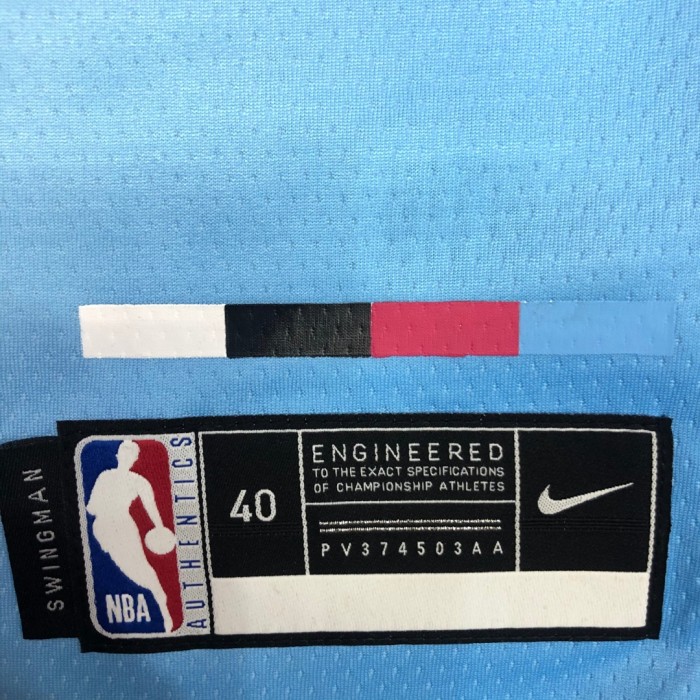 SWINGMAN
NBA
AUTHENTICS
40
ENGINEERED
TO THE EXACT SPECIFICATIONS
OF CHAMPIONSHIP ATHLETES
PV374503AA